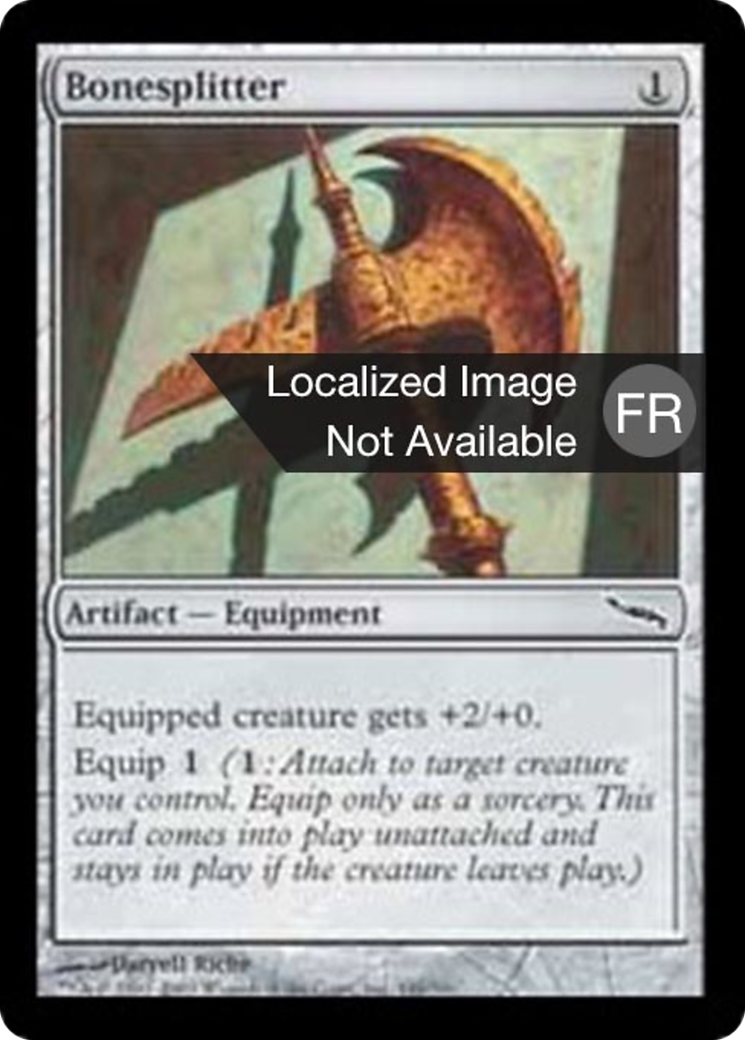 Bonesplitter 1
Localized Image
Not Available
FR
Artifact — Equipment
Equipped creature gets +2/+0.
Equip 1 (1: Attach to target creature
you control. Equip only as a sorcery. This
card comes into play unattached and
stays in play if the creature leaves play.)
Darrell Riche